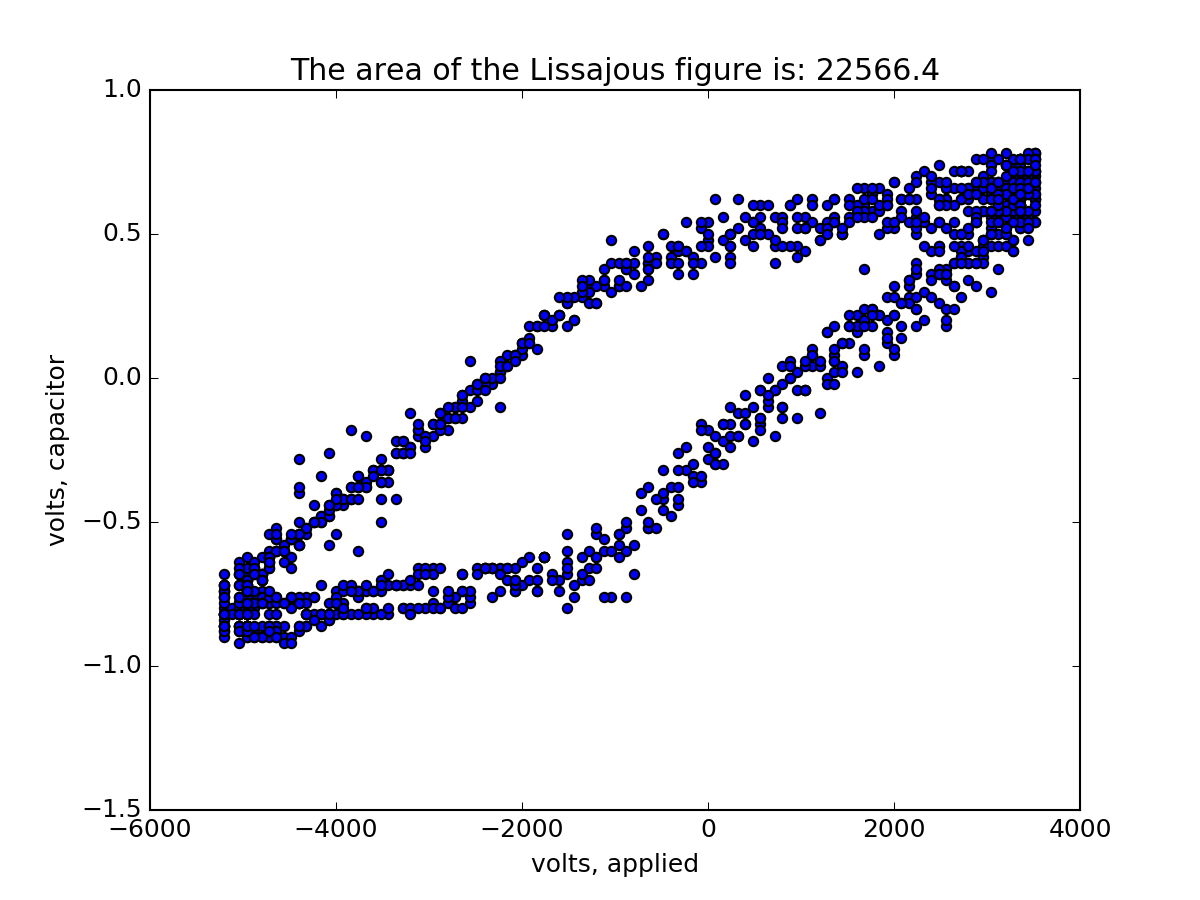 The area of the Lissajous figure is: 22566.4
1.0
0.5
0.0
−0.5
−1.0
−1.5
volts, capacitor
−6000 −4000 −2000 0 2000 4000
volts, applied